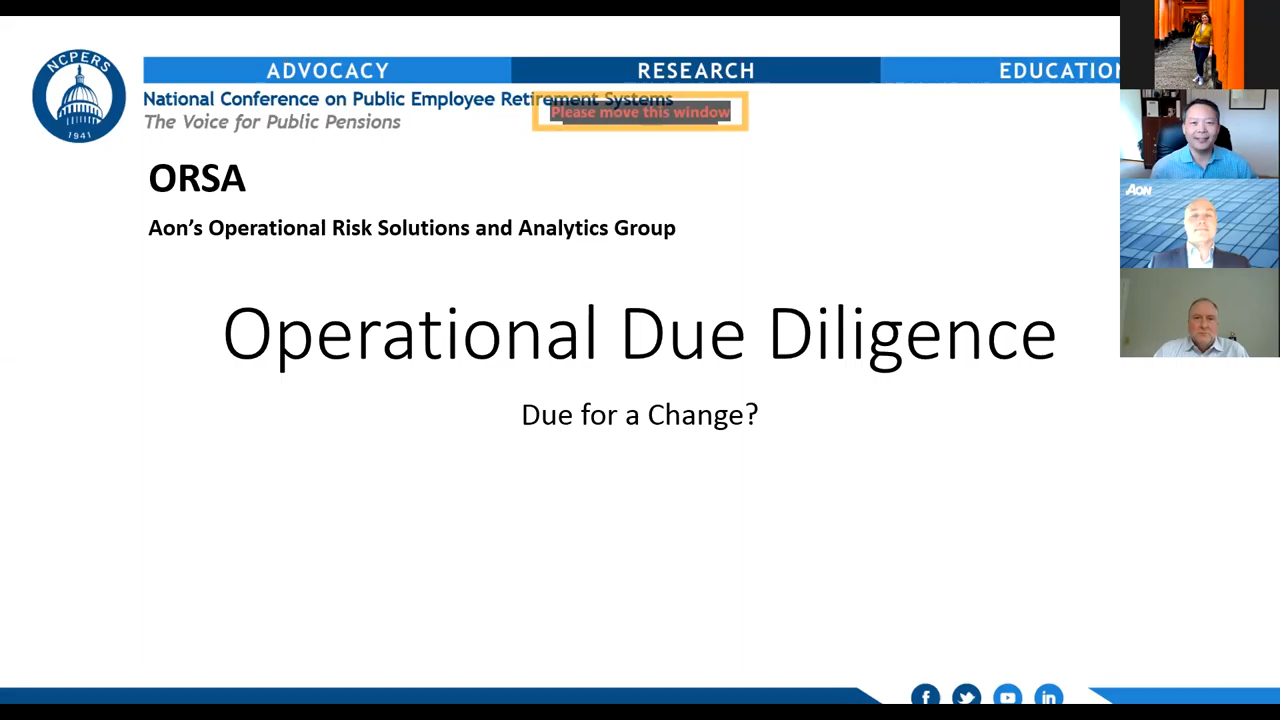 ADVOCACY
RESEARCH
EDUCATION
NCPERS
1941
National Conference on Public Employee Retirement Systems
Please move this window
The Voice for Public Pensions
AON
ORSA
Aon's Operational Risk Solutions and Analytics Group
Operational Due Diligence
Due for a Change?
f
in